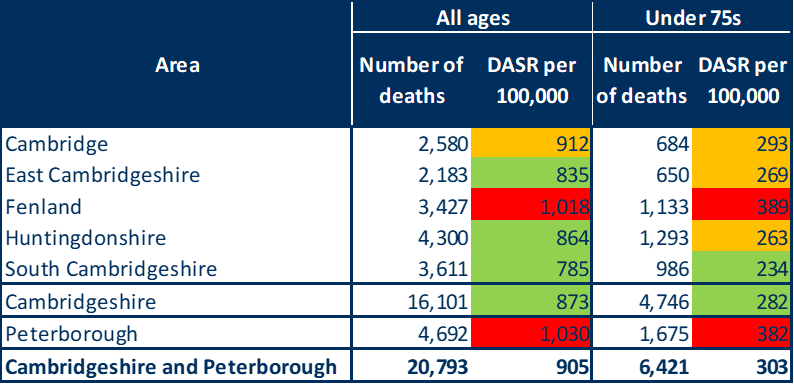 All ages Under 75s
Area Number of deaths DASR per 100,000 Number of deaths DASR per 100,000
Cambridge 2,580 912 684 293
East Cambridgeshire 2,183 835 650 269
Fenland 3,427 1,018 1,133 389
Huntingdonshire 4,300 864 1,293 263
South Cambridgeshire 3,611 785 986 234
Cambridgeshire 16,101 873 4,746 282
Peterborough 4,692 1,030 1,675 382
Cambridgeshire and Peterborough 20,793 905 6,421 303